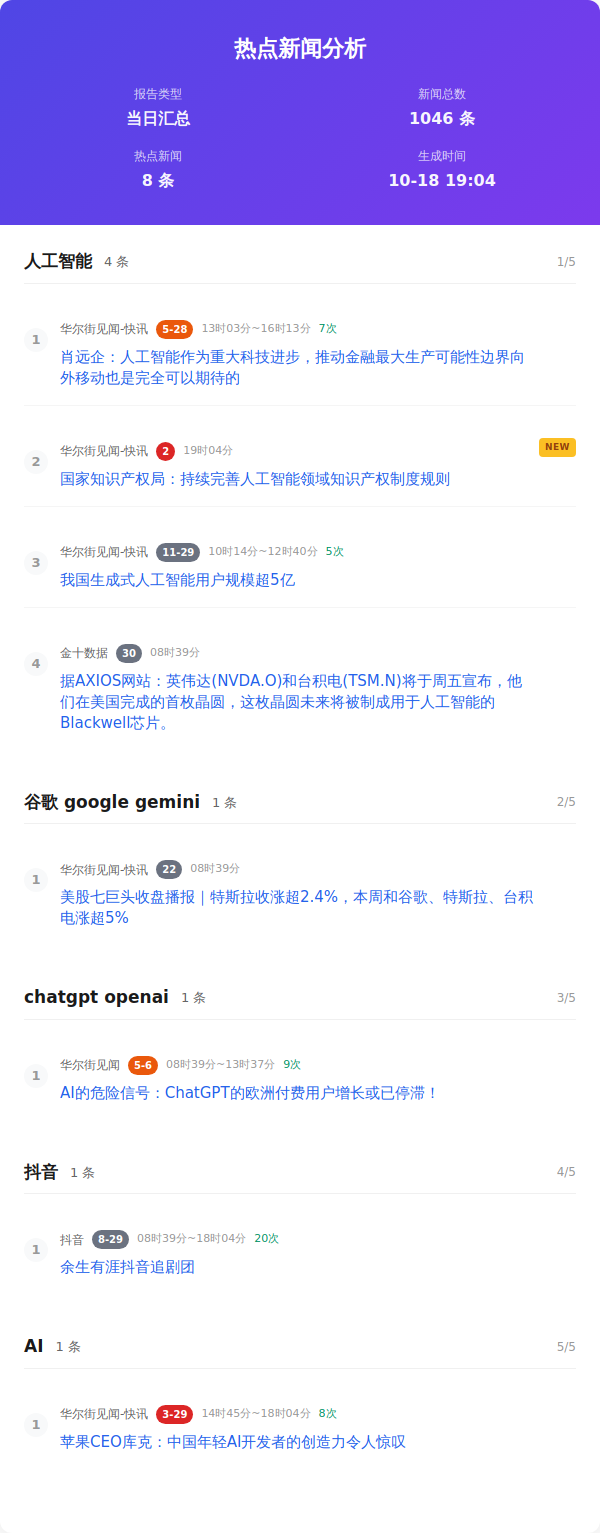 热点新闻分析
报告类型
新闻总数
当日汇总
1046 条
热点新闻
生成时间
8 条
10-18 19:04
人工智能 4 条 1/5
1 华尔街见闻-快讯 5-28 13时03分~16时13分 7次
肖远企：人工智能作为重大科技进步，推动金融最大生产可能性边界向
外移动也是完全可以期待的
2 华尔街见闻-快讯 2 19时04分 NEW
国家知识产权局：持续完善人工智能领域知识产权制度规则
3 华尔街见闻-快讯 11-29 10时14分~12时40分 5次
我国生成式人工智能用户规模超5亿
4 金十数据 30 08时39分
据AXIOS网站：英伟达(NVDA.O)和台积电(TSM.N)将于周五宣布，他
们在美国完成的首枚晶圆，这枚晶圆未来将被制成用于人工智能的
Blackwell芯片。
谷歌 google gemini 1 条 2/5
1 华尔街见闻-快讯 22 08时39分
美股七巨头收盘播报｜特斯拉收涨超2.4%，本周和谷歌、特斯拉、台积
电涨超5%
chatgpt openai 1 条 3/5
1 华尔街见闻 5-6 08时39分~13时37分 9次
AI的危险信号：ChatGPT的欧洲付费用户增长或已停滞！
抖音 1 条 4/5
1 抖音 8-29 08时39分~18时04分 20次
余生有涯抖音追剧团
AI 1 条 5/5
1 华尔街见闻-快讯 3-29 14时45分~18时04分 8次
苹果CEO库克：中国年轻AI开发者的创造力令人惊叹